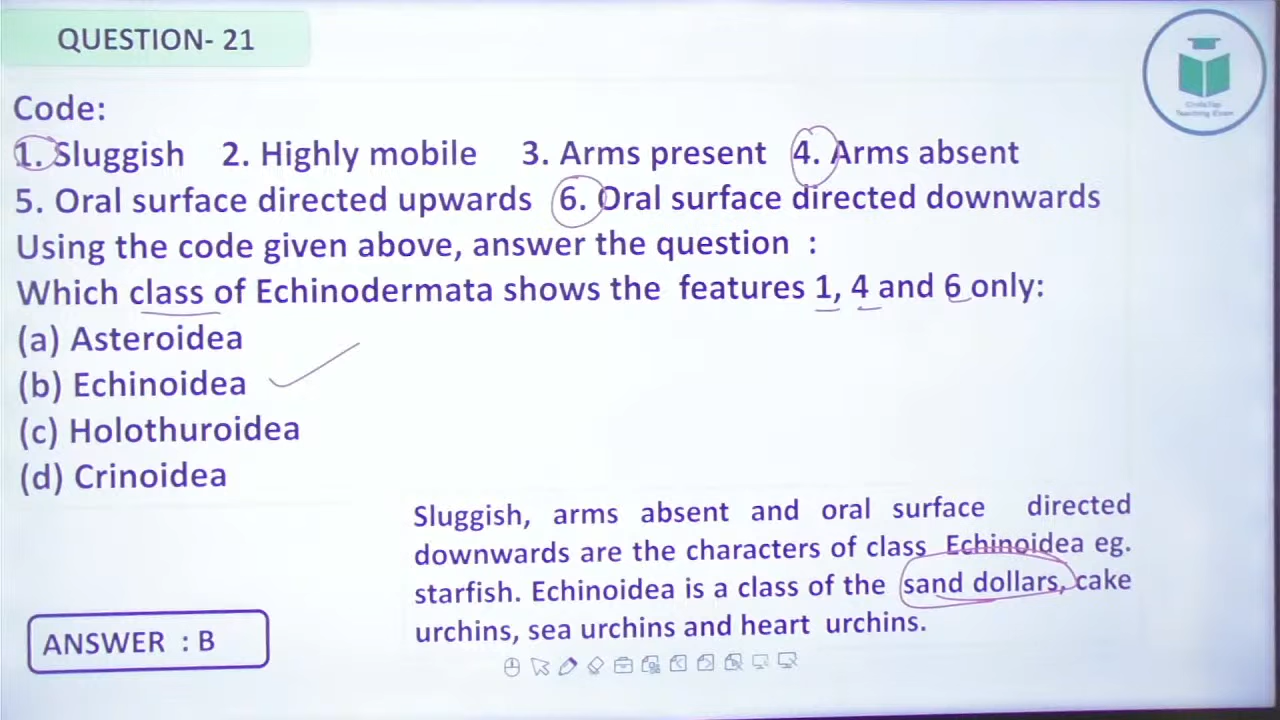 QUESTION- 21
Code:
1. Sluggish 2. Highly mobile 3. Arms present 4. Arms absent
5. Oral surface directed upwards 6. Oral surface directed downwards
Using the code given above, answer the question :
Which class of Echinodermata shows the features 1, 4 and 6 only:
(a) Asteroidea
(b) Echinoidea
(c) Holothuroidea
(d) Crinoidea
Sluggish, arms absent and oral surface directed
downwards are the characters of class Echinoidea eg.
starfish. Echinoidea is a class of the sand dollars, cake
urchins, sea urchins and heart urchins.
ANSWER : B
Teaching Exam